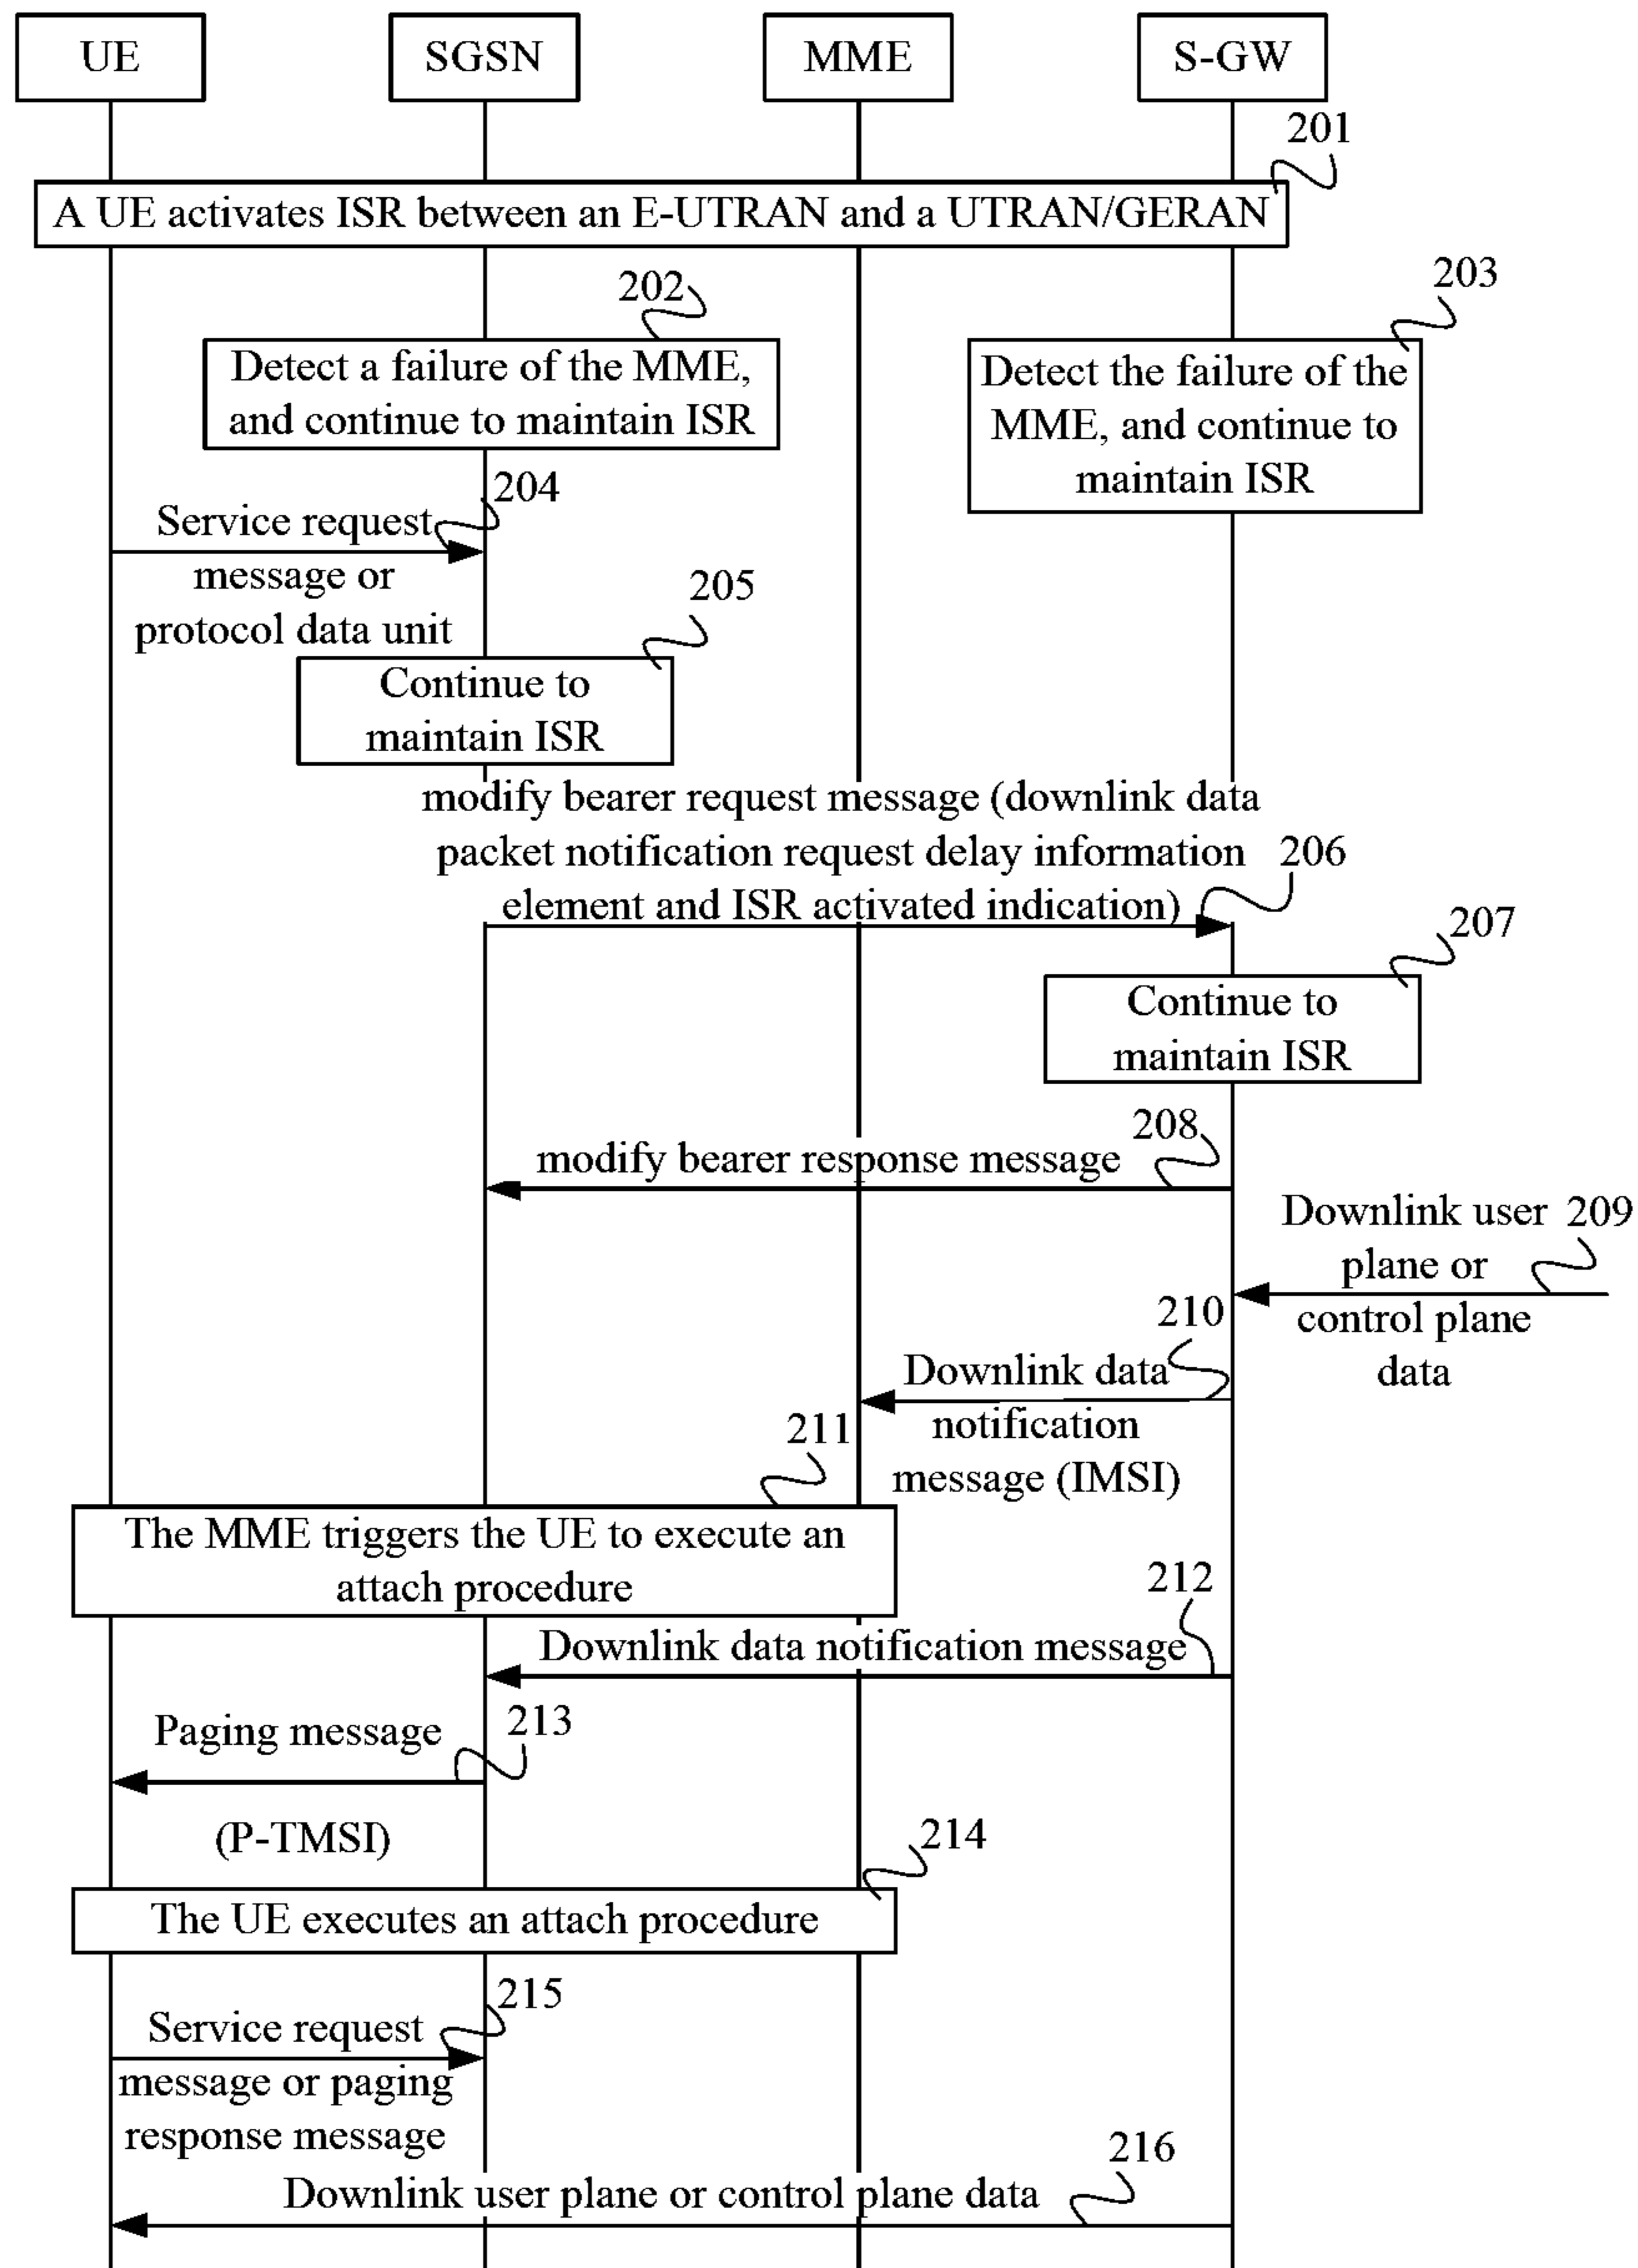 UE
SGSN
MME
S-GW
201
A UE activates ISR between an E-UTRAN and a UTRAN/GERAN
202
203
Detect a failure of the MME,
and continue to maintain ISR
Detect the failure of the
MME, and continue to
maintain ISR
204
Service request
message or
protocol data unit
205
Continue to
maintain ISR
modify bearer request message (downlink data
packet notification request delay information
element and ISR activated indication)
206
207
Continue to
maintain ISR
208
modify bearer response message
Downlink user
plane or
control plane
data
209
210
Downlink data
notification
message (IMSI)
211
The MME triggers the UE to execute an
attach procedure
212
Downlink data notification message
Paging message
(P-TMSI)
213
214
The UE executes an attach procedure
215
Service request
message or paging
response message
216
Downlink user plane or control plane data